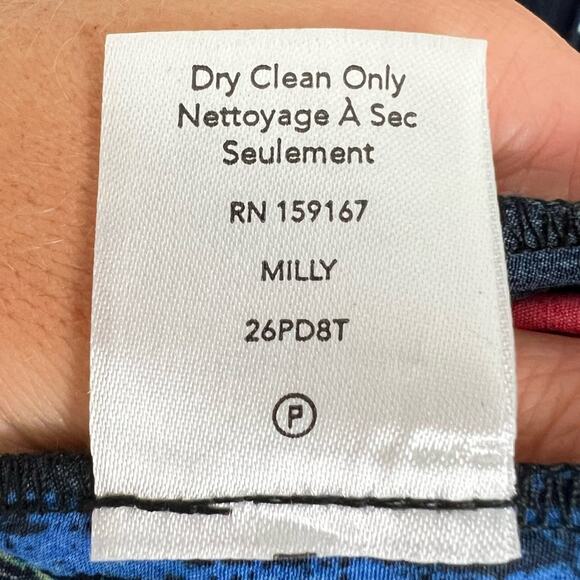 Dry Clean Only
Nettoyage À Sec
Seulement
RN 159167
MILLY
26PD8T
P